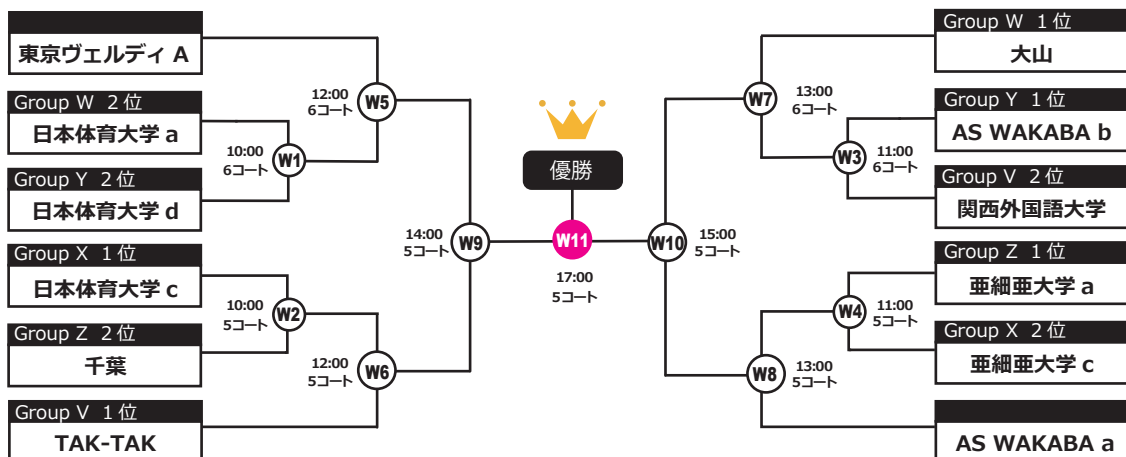 東京ヴェルディ A
Group W 2位
日本体育大学 a
Group Y 2位
日本体育大学 d
Group X 1位
日本体育大学 c
Group Z 2位
千葉
Group V 1位
TAK-TAK
10:00
6コート
W1
10:00
5コート
W2
12:00
6コート
W5
12:00
5コート
W6
14:00
5コート
W9
優勝
W11
17:00
5コート
W10
15:00
5コート
W7
13:00
6コート
W8
13:00
5コート
W3
11:00
6コート
W4
11:00
5コート
Group W 1位
大山
Group Y 1位
AS WAKABA b
Group V 2位
関西外国語大学
Group Z 1位
亜細亜大学 a
Group X 2位
亜細亜大学 c
AS WAKABA a